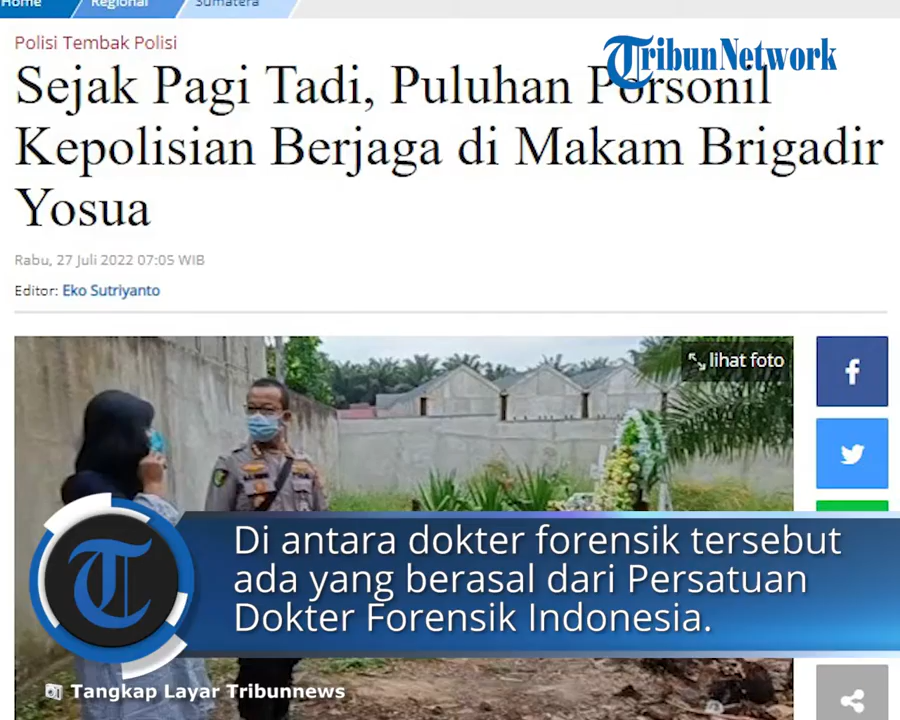 Home Regional Sumatera
Polisi Tembak Polisi
TribunNetwork
Sejak Pagi Tadi, Puluhan Porsonil
Kepolisian Berjaga di Makam Brigadir
Yosua
Rabu, 27 Juli 2022 07:05 WIB
Editor: Eko Sutriyanto
lihat foto
Di antara dokter forensik tersebut
ada yang berasal dari Persatuan
Dokter Forensik Indonesia.
Tangkap Layar Tribunnews